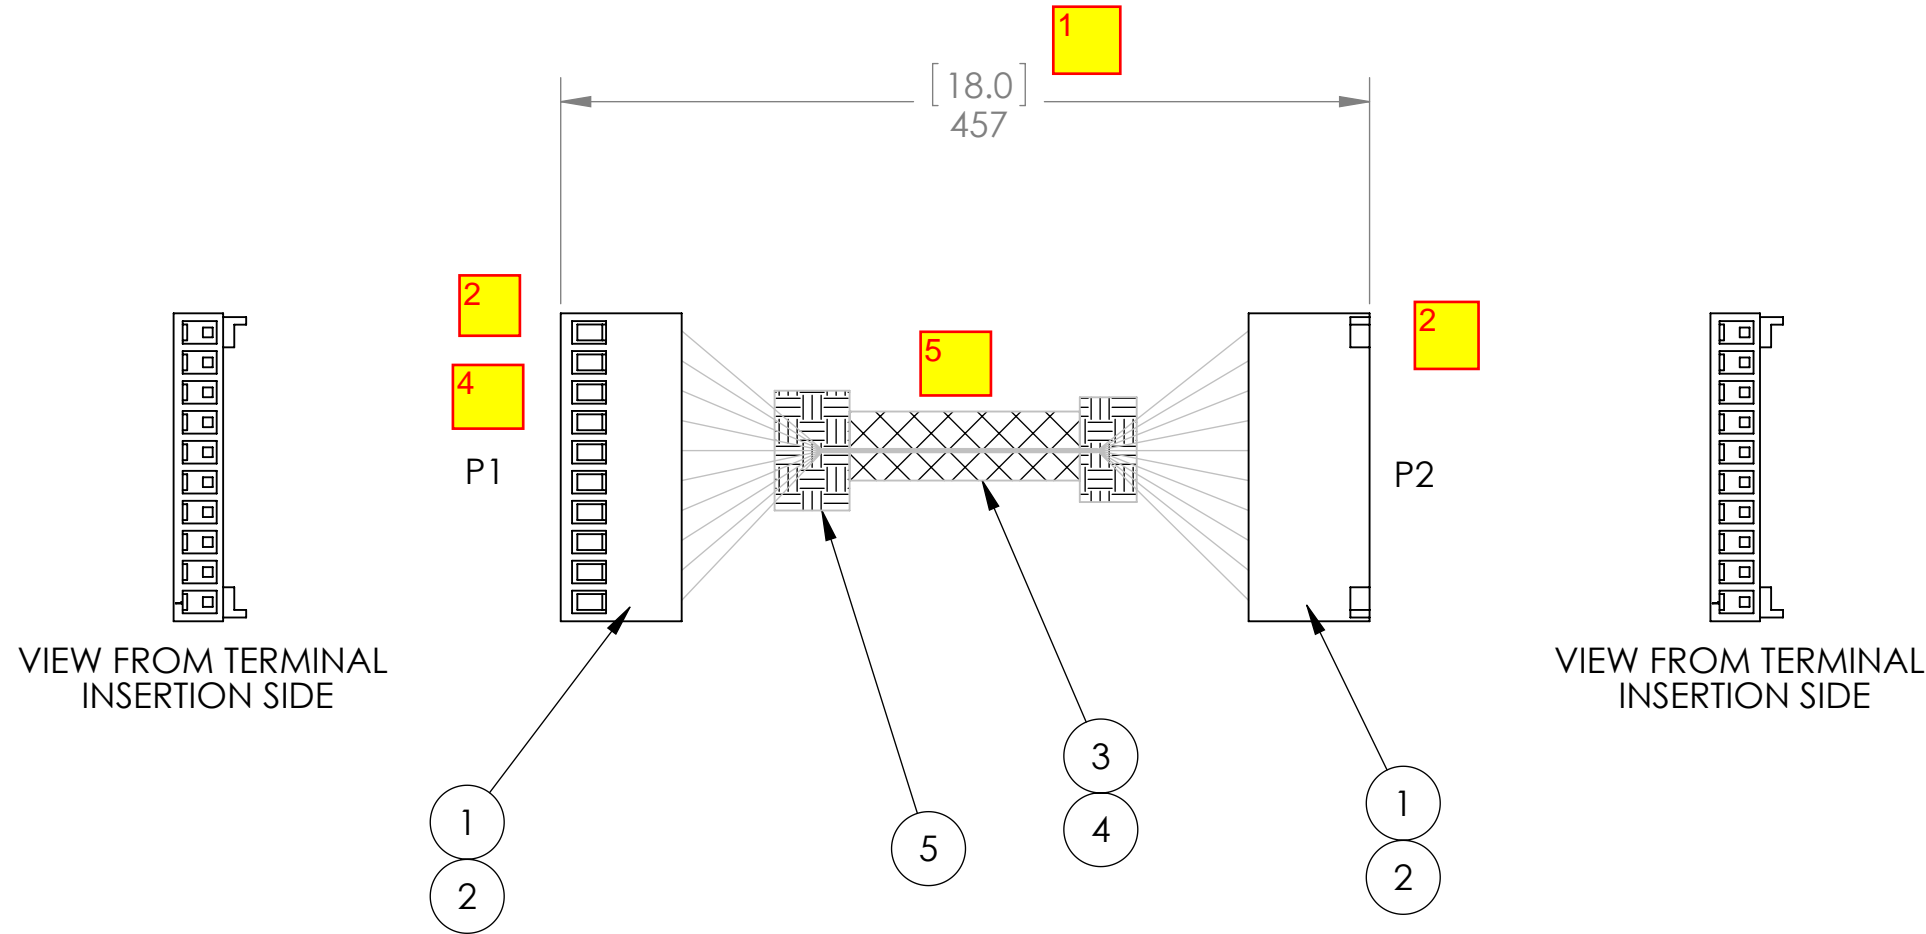 1
[18.0]
457
2
4
P1
5
2
P2
VIEW FROM TERMINAL
INSERTION SIDE
VIEW FROM TERMINAL
INSERTION SIDE
1
2
5
3
4
1
2